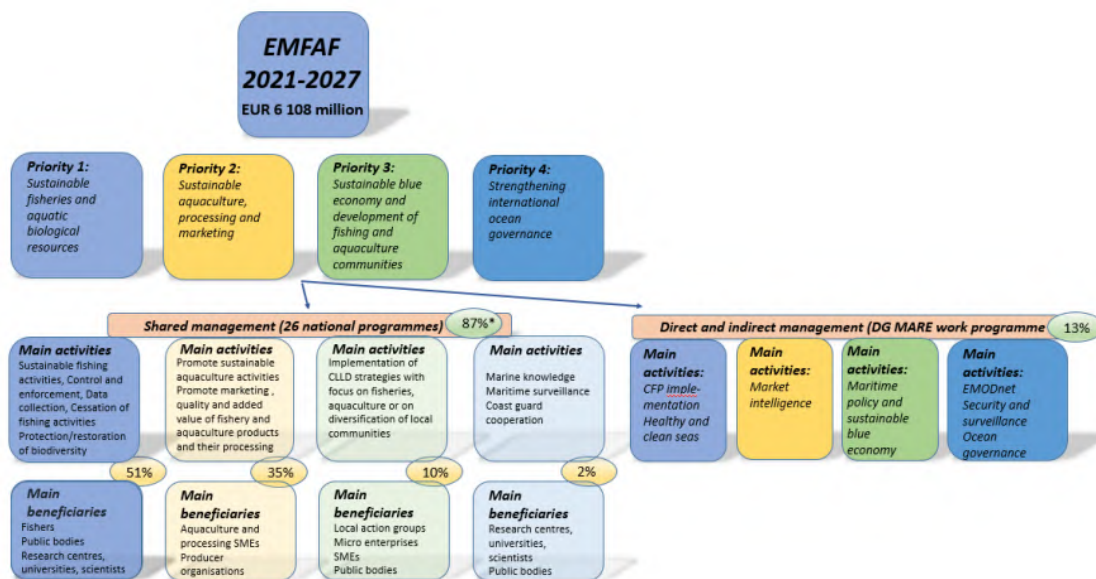 EMFAF
2021-2027
EUR 6 108 million
Priority 1:
Sustainable
fisheries and
aquatic
biological
resources
Priority 2:
Sustainable
aquaculture,
processing and
marketing
Priority 3:
Sustainable blue
economy and
development of
fishing and
aquaculture
communities
Priority 4:
Strengthening
international
ocean
governance
Shared management (26 national programmes)
87%*
Direct and indirect management (DG MARE work programme
13%
Main activities
Sustainable fishing
activities, Control and
enforcement, Data
collection, Cessation of
fishing activities
Protection/restoration
of biodiversity
51%
Main activities
Promote sustainable
aquaculture activities
Promote marketing ,
quality and added
value of fishery and
aquaculture products
and their processing
35%
Main activities
Implementation of
CLLD strategies with
focus on fisheries,
aquaculture or on
diversification of local
communities
10%
Main activities
Marine knowledge
Maritime surveillance
Coast guard
cooperation
2%
Main
activities:
CFP imple-
mentation
Healthy and
clean seas
Main
activities:
Market
intelligence
Main
activities:
Maritime
policy and
sustainable
blue
economy
Main
activities:
EMODnet
Security and
surveillance
Ocean
governance
Main
beneficiaries
Fishers
Public bodies
Research centres,
universities, scientists
Main
beneficiaries
Aquaculture and
processing SMEs
Producer
organisations
Main
beneficiaries
Local action groups
Micro enterprises
SMEs
Public bodies
Main
beneficiaries
Research centres,
universities,
scientists
Public bodies